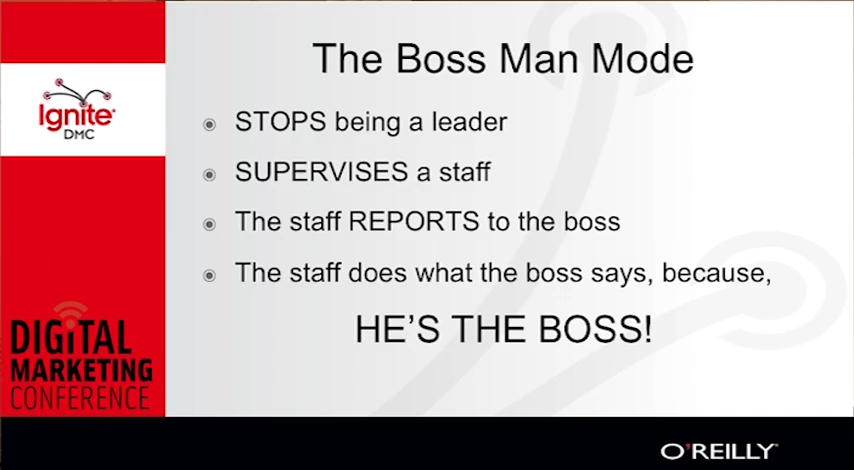 The Boss Man Mode
Ignite
DMC
STOPS being a leader
SUPERVISES a staff
The staff REPORTS to the boss
The staff does what the boss says, because,
HE’S THE BOSS!
DIGITAL
MARKETING
CONFERENCE
O'REILLY